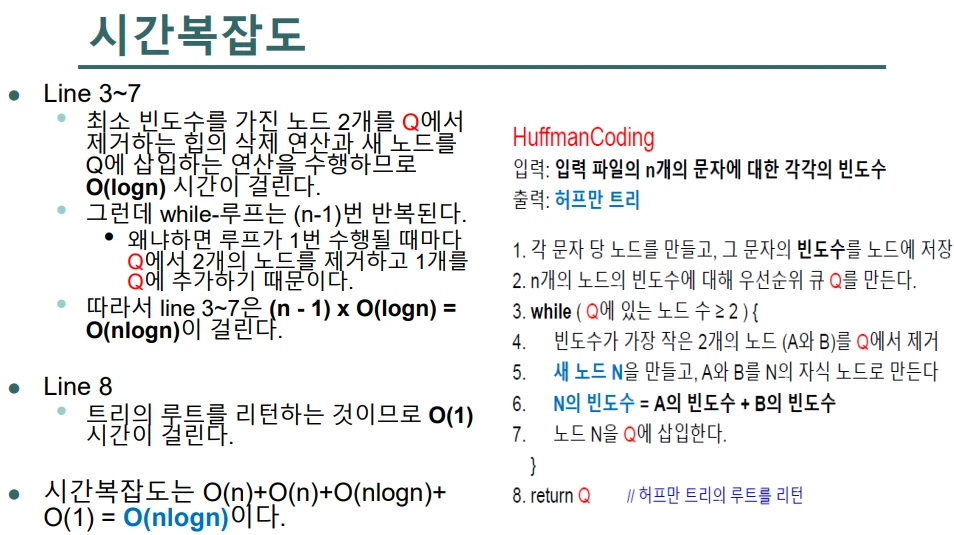 시간복잡도
Line 3~7
최소 빈도수를 가진 노드 2개를 Q에서
제거하는 힙의 삭제 연산과 새 노드를
Q에 삽입하는 연산을 수행하므로
O(logn) 시간이 걸린다.
그런데 while-루프는 (n-1)번 반복된다.
왜냐하면 루프가 1번 수행될 때마다
Q에서 2개의 노드를 제거하고 1개를
Q에 추가하기 때문이다.
따라서 line 3~7은 (n - 1) x O(logn) =
O(nlogn)이 걸린다.
Line 8
트리의 루트를 리턴하는 것이므로 O(1)
시간이 걸린다.
시간복잡도는 O(n)+O(n)+O(nlogn)+
O(1) = O(nlogn)이다.
HuffmanCoding
입력: 입력 파일의 n개의 문자에 대한 각각의 빈도수
출력: 허프만 트리
1. 각 문자 당 노드를 만들고, 그 문자의 빈도수를 노드에 저장
2. n개의 노드의 빈도수에 대해 우선순위 큐 Q를 만든다.
3. while ( Q에 있는 노드 수 ≥ 2 ) {
4. 빈도수가 가장 작은 2개의 노드 (A와 B)를 Q에서 제거
5. 새 노드 N을 만들고, A와 B를 N의 자식 노드로 만든다
6. N의 빈도수 = A의 빈도수 + B의 빈도수
7. 노드 N을 Q에 삽입한다.
}
8. return Q // 허프만 트리의 루트를 리턴